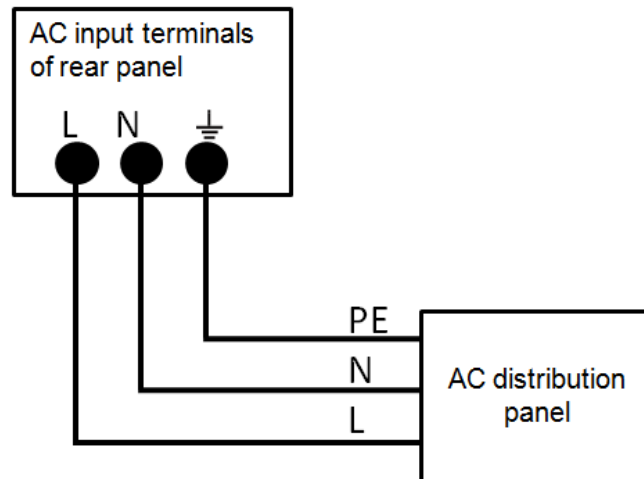 AC input terminals
of rear panel
L N
PE
N
L
AC distribution
panel